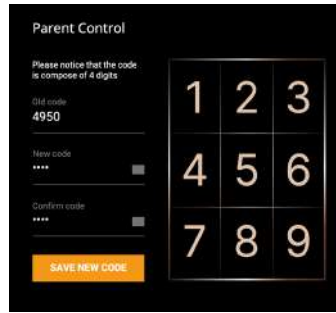 Parent Control
Please notice that the code
is compose of 4 digits
Old code
4950
New code
••••
Confirm code
••••
SAVE NEW CODE
1 2 3
4 5 6
7 8 9